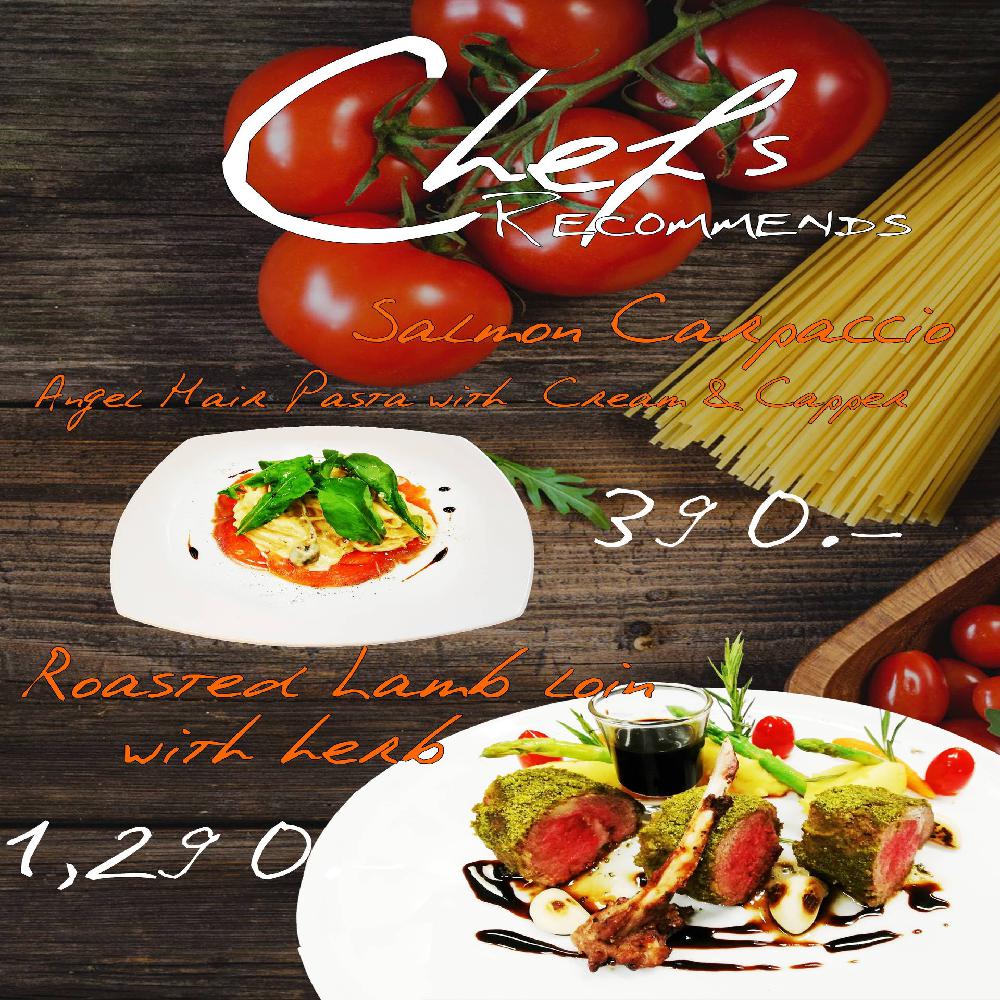 Chefs
RECOMMENDS
Salmon Carpaccio
Angel Hair Pasta with Cream & Capper
390.-
Roasted Lamb Loin
with herb
1,290.-